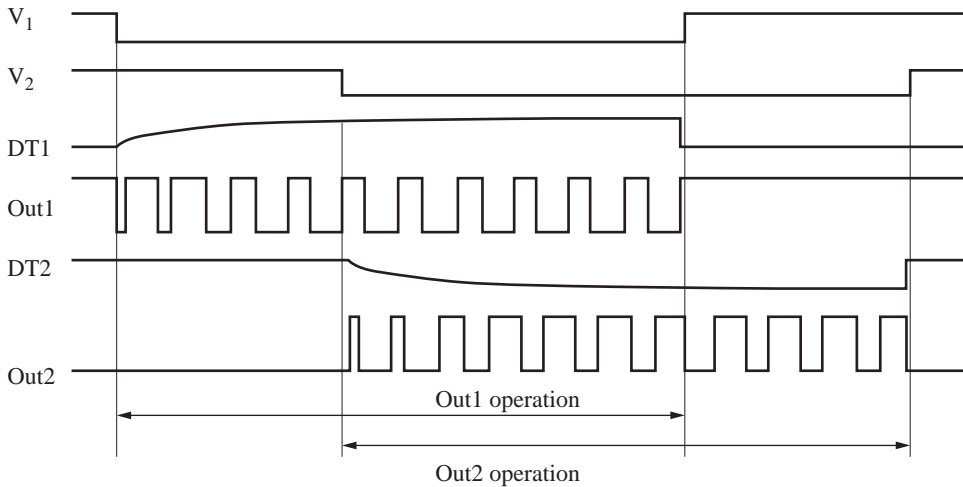 V1
V2
DT1
Out1
DT2
Out2
Out1 operation
Out2 operation